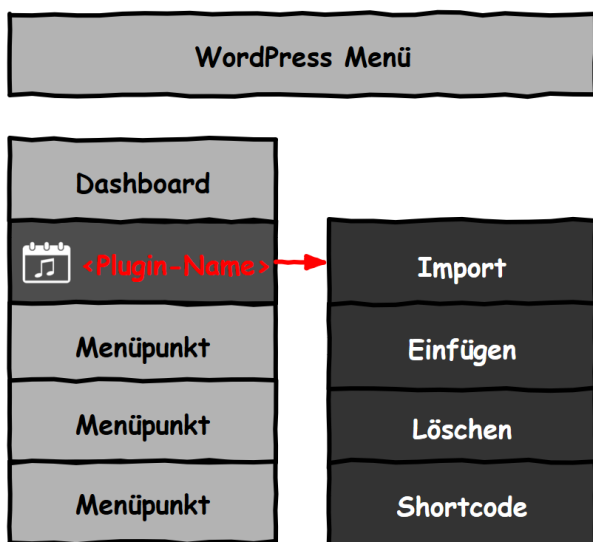 WordPress Menü
Dashboard
<Plugin-Name>
Import
Menüpunkt
Einfügen
Menüpunkt
Löschen
Menüpunkt
Shortcode